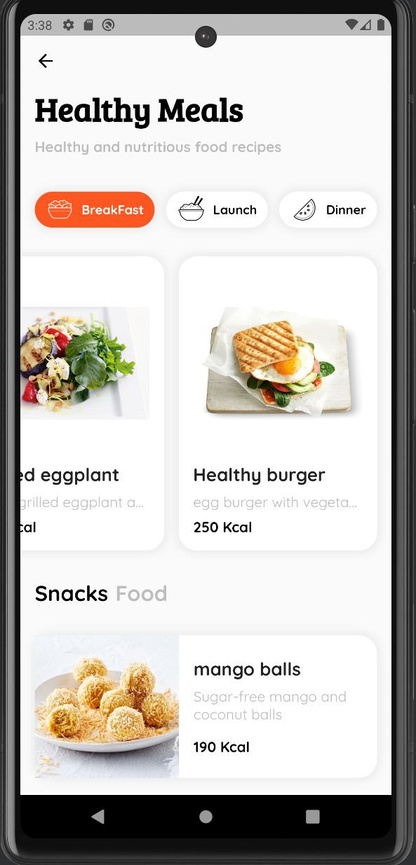 3:38
Healthy Meals
Healthy and nutritious food recipes
BreakFast Launch Dinner
ed eggplant
grilled eggplant a...
cal
Healthy burger
egg burger with vegeta...
250 Kcal
Snacks Food
mango balls
Sugar-free mango and
coconut balls
190 Kcal